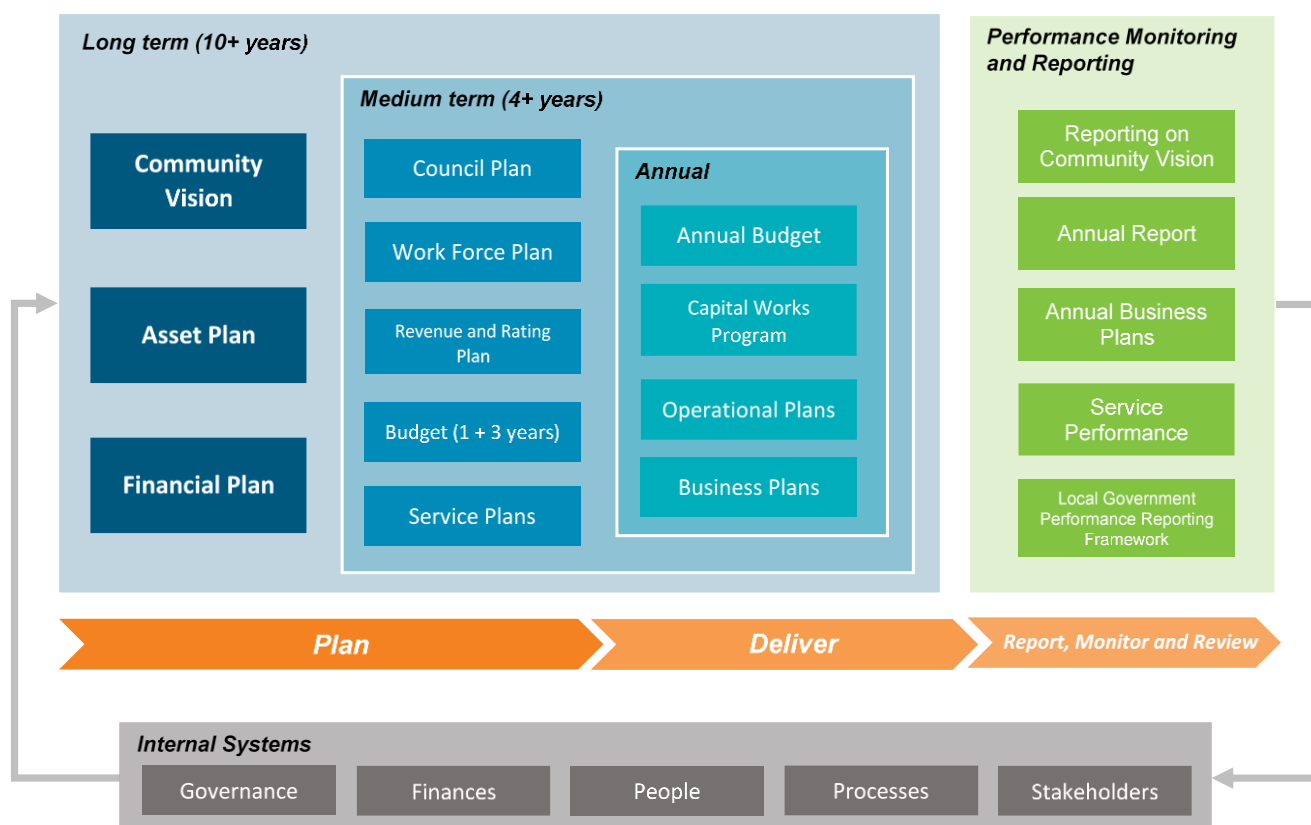 Long term (10+ years)
Community
Vision
Asset Plan
Financial Plan
Medium term (4+ years)
Council Plan
Work Force Plan
Revenue and Rating
Plan
Budget (1 + 3 years)
Service Plans
Annual
Annual Budget
Capital Works
Program
Operational Plans
Business Plans
Performance Monitoring
and Reporting
Reporting on
Community Vision
Annual Report
Annual Business
Plans
Service
Performance
Local Government
Performance Reporting
Framework
Plan
Deliver
Report, Monitor and Review
Internal Systems
Governance
Finances
People
Processes
Stakeholders